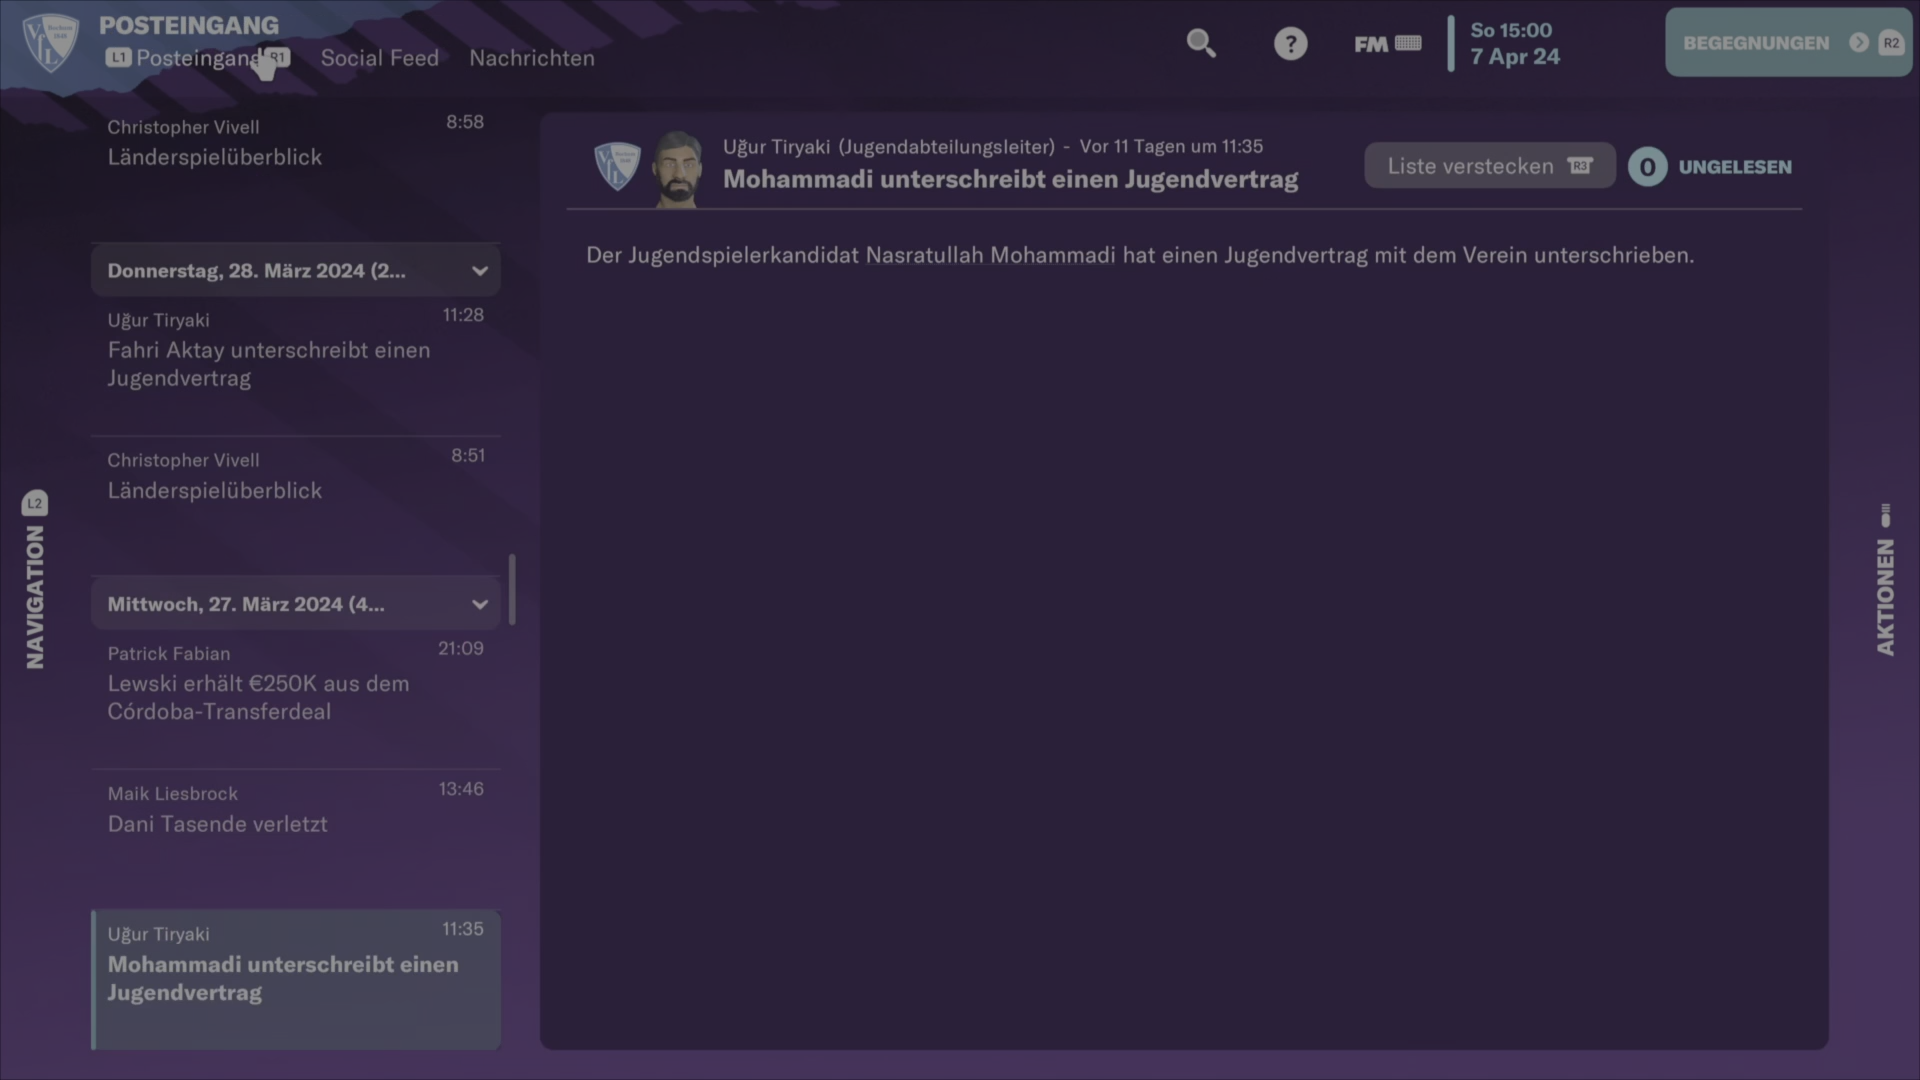 POSTEINGANG
L1 Posteingang R1 Social Feed Nachrichten
?
FM
So 15:00
7 Apr 24
BEGEGNUNGEN R2
Christopher Vivell 8:58
Länderspielüberblick
Donnerstag, 28. März 2024 (2...
Uğur Tiryaki 11:28
Fahri Aktay unterschreibt einen
Jugendvertrag
Christopher Vivell 8:51
Länderspielüberblick
Mittwoch, 27. März 2024 (4...
Patrick Fabian 21:09
Lewski erhält €250K aus dem
Córdoba-Transferdeal
Maik Liesbrock 13:46
Dani Tasende verletzt
Uğur Tiryaki 11:35
Mohammadi unterschreibt einen
Jugendvertrag
Uğur Tiryaki (Jugendabteilungsleiter) - Vor 11 Tagen um 11:35
Mohammadi unterschreibt einen Jugendvertrag
Liste verstecken R3
0 UNGELESEN
Der Jugendspielerkandidat Nasratullah Mohammadi hat einen Jugendvertrag mit dem Verein unterschrieben.
NAVIGATION L2
AKTIONEN
VfL